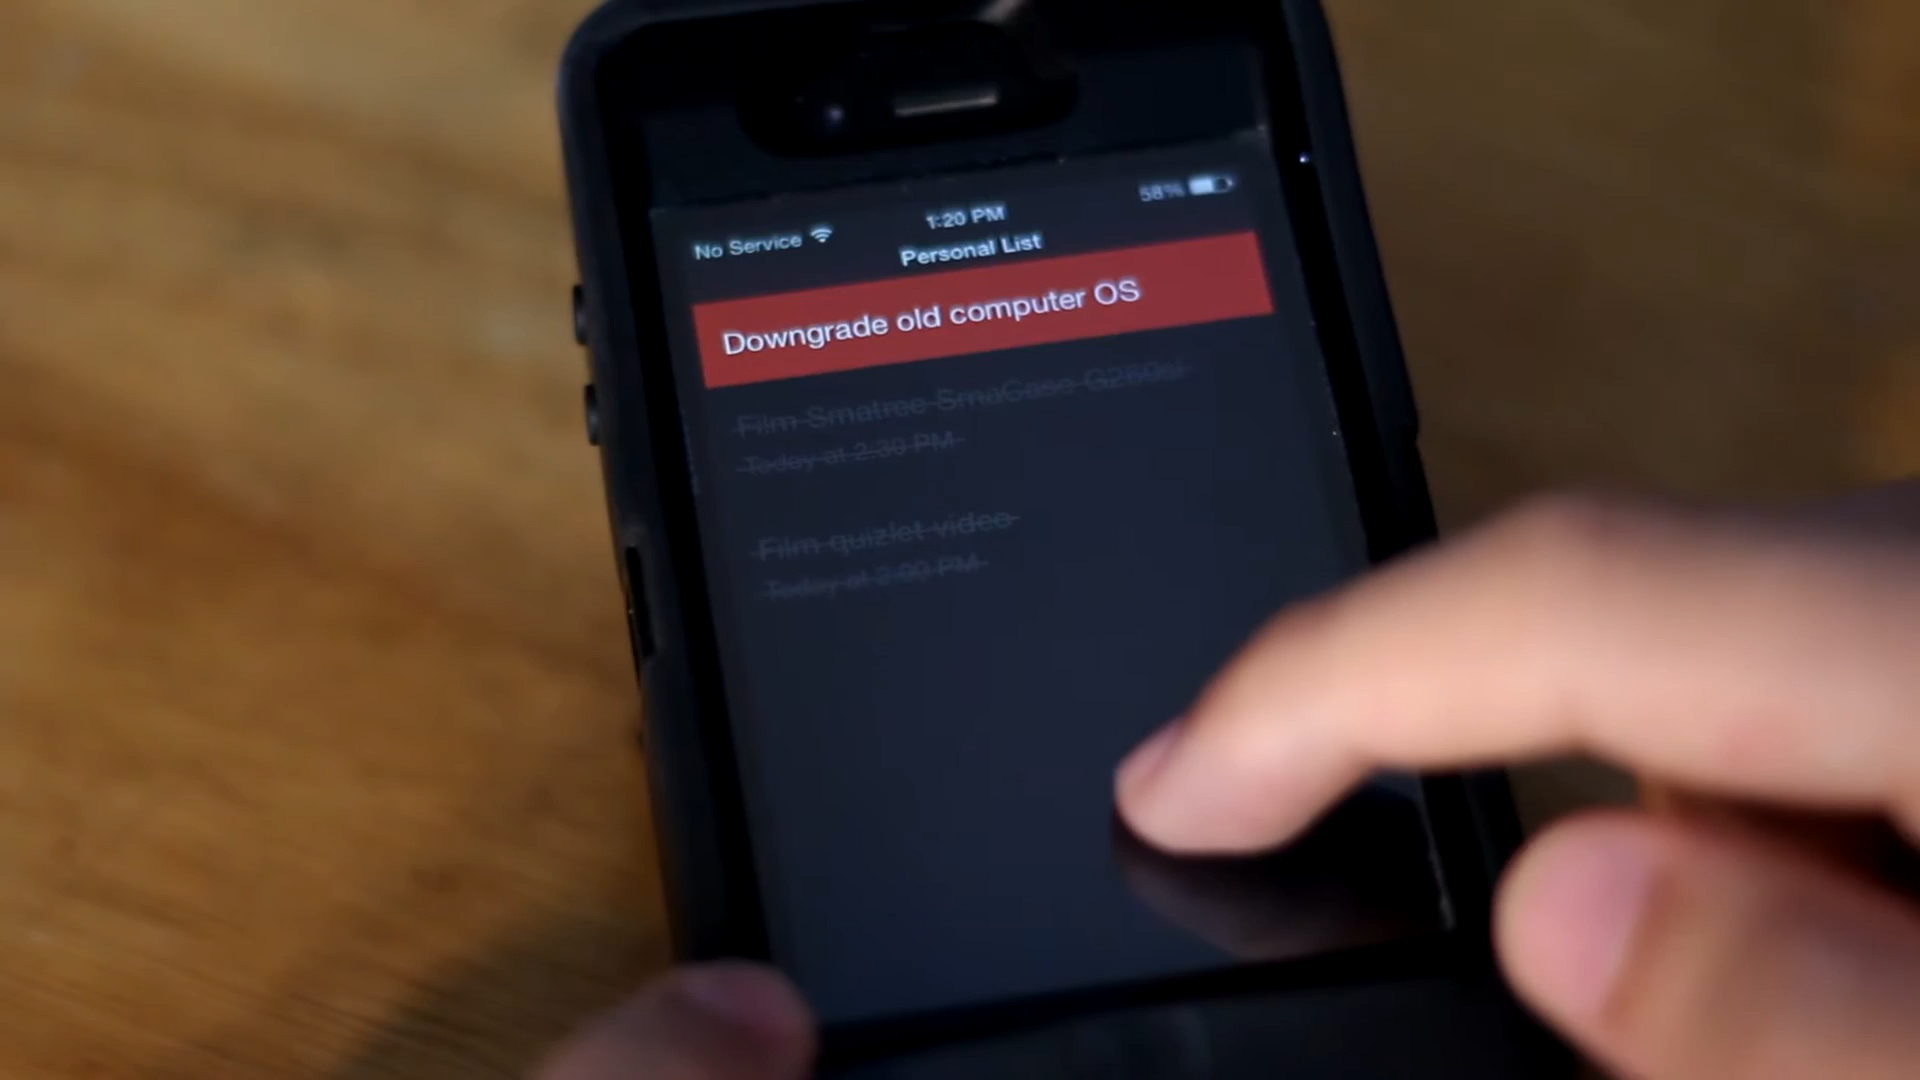 No Service
1:20 PM
58%
Personal List
Downgrade old computer OS
Film Smatree SmaCase G260sl
Today at 2:30 PM
Film quizlet video
Today at 2:00 PM